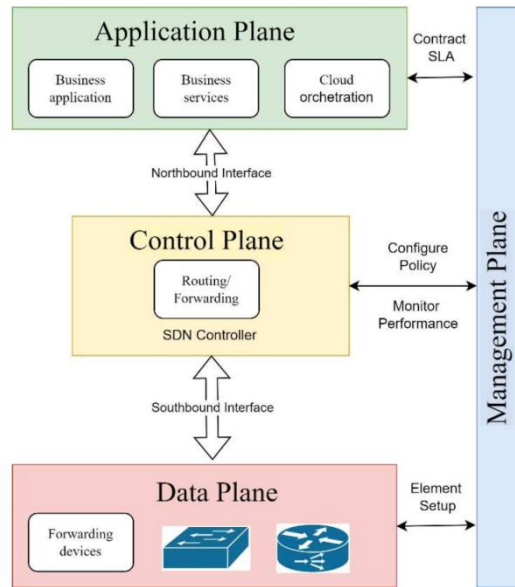 Application Plane
Business
application
Business
services
Cloud
orchetration
Contract
SLA
Northbound Interface
Control Plane
Routing/
Forwarding
SDN Controller
Configure
Policy
Monitor
Performance
Management Plane
Southbound Interface
Data Plane
Forwarding
devices
Element
Setup